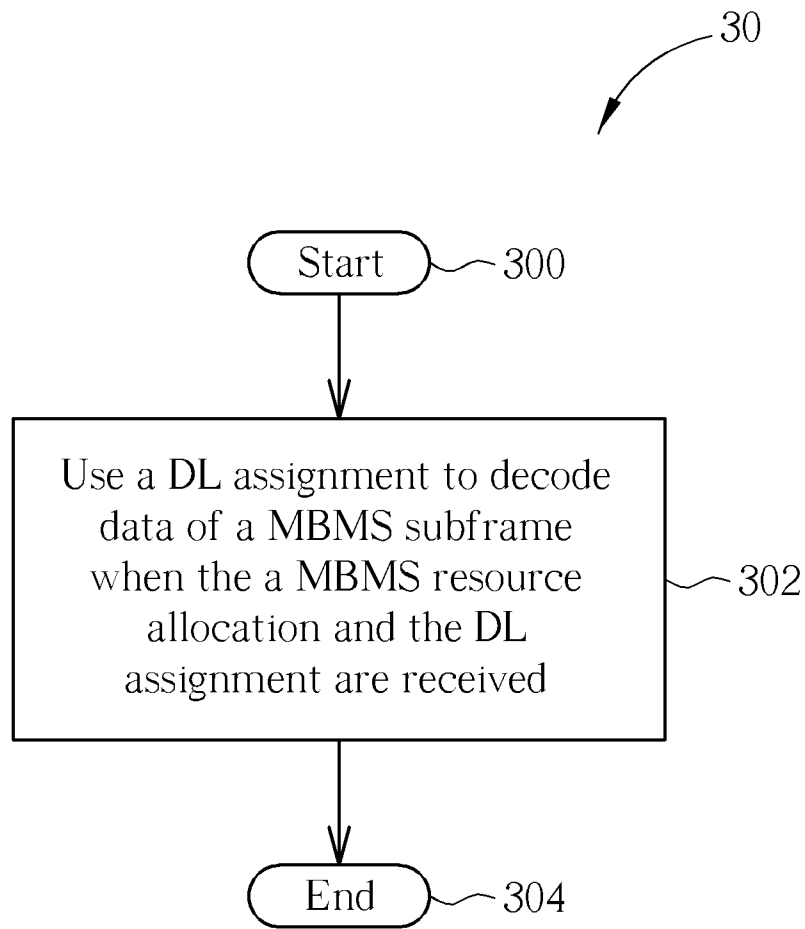 30
Start
300
Use a DL assignment to decode
data of a MBMS subframe
when the a MBMS resource
allocation and the DL
assignment are received
302
End
304